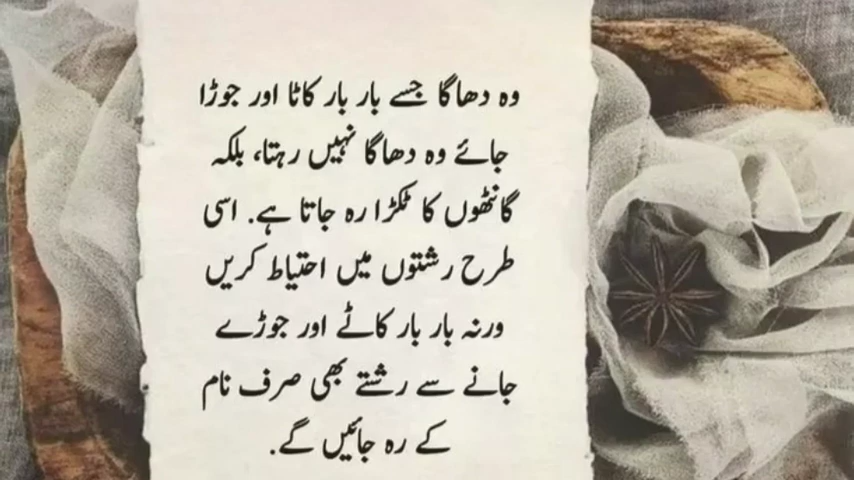 وہ دھاگا جسے بار بار کاٹا اور جوڑا
جائے وہ دھاگا نہیں رہتا، بلکہ
گانٹھوں کا ٹکڑا رہ جاتا ہے. اسی
طرح رشتوں میں احتیاط کریں
ورنہ بار بار کاٹے اور جوڑے
جانے سے رشتے بھی صرف نام
کے رہ جائیں گے.